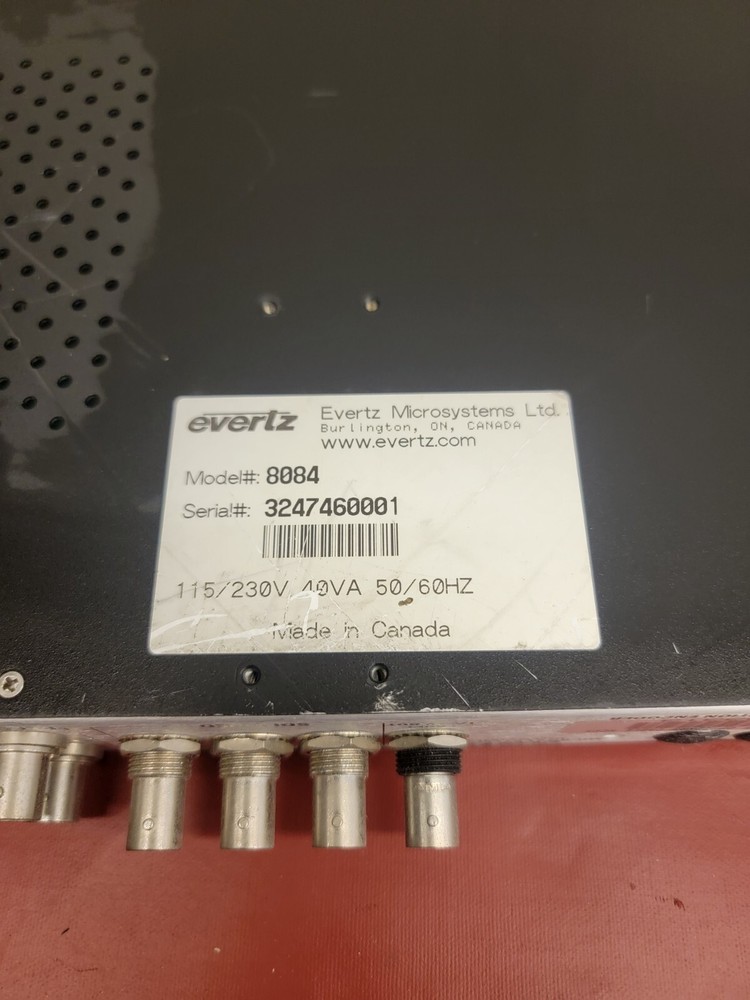 evertz Evertz Microsystems Ltd.
Burlington, ON, CANADA
www.evertz.com
Model#: 8084
Serial#: 3247460001
115/230V 40VA 50/60HZ
Made in Canada